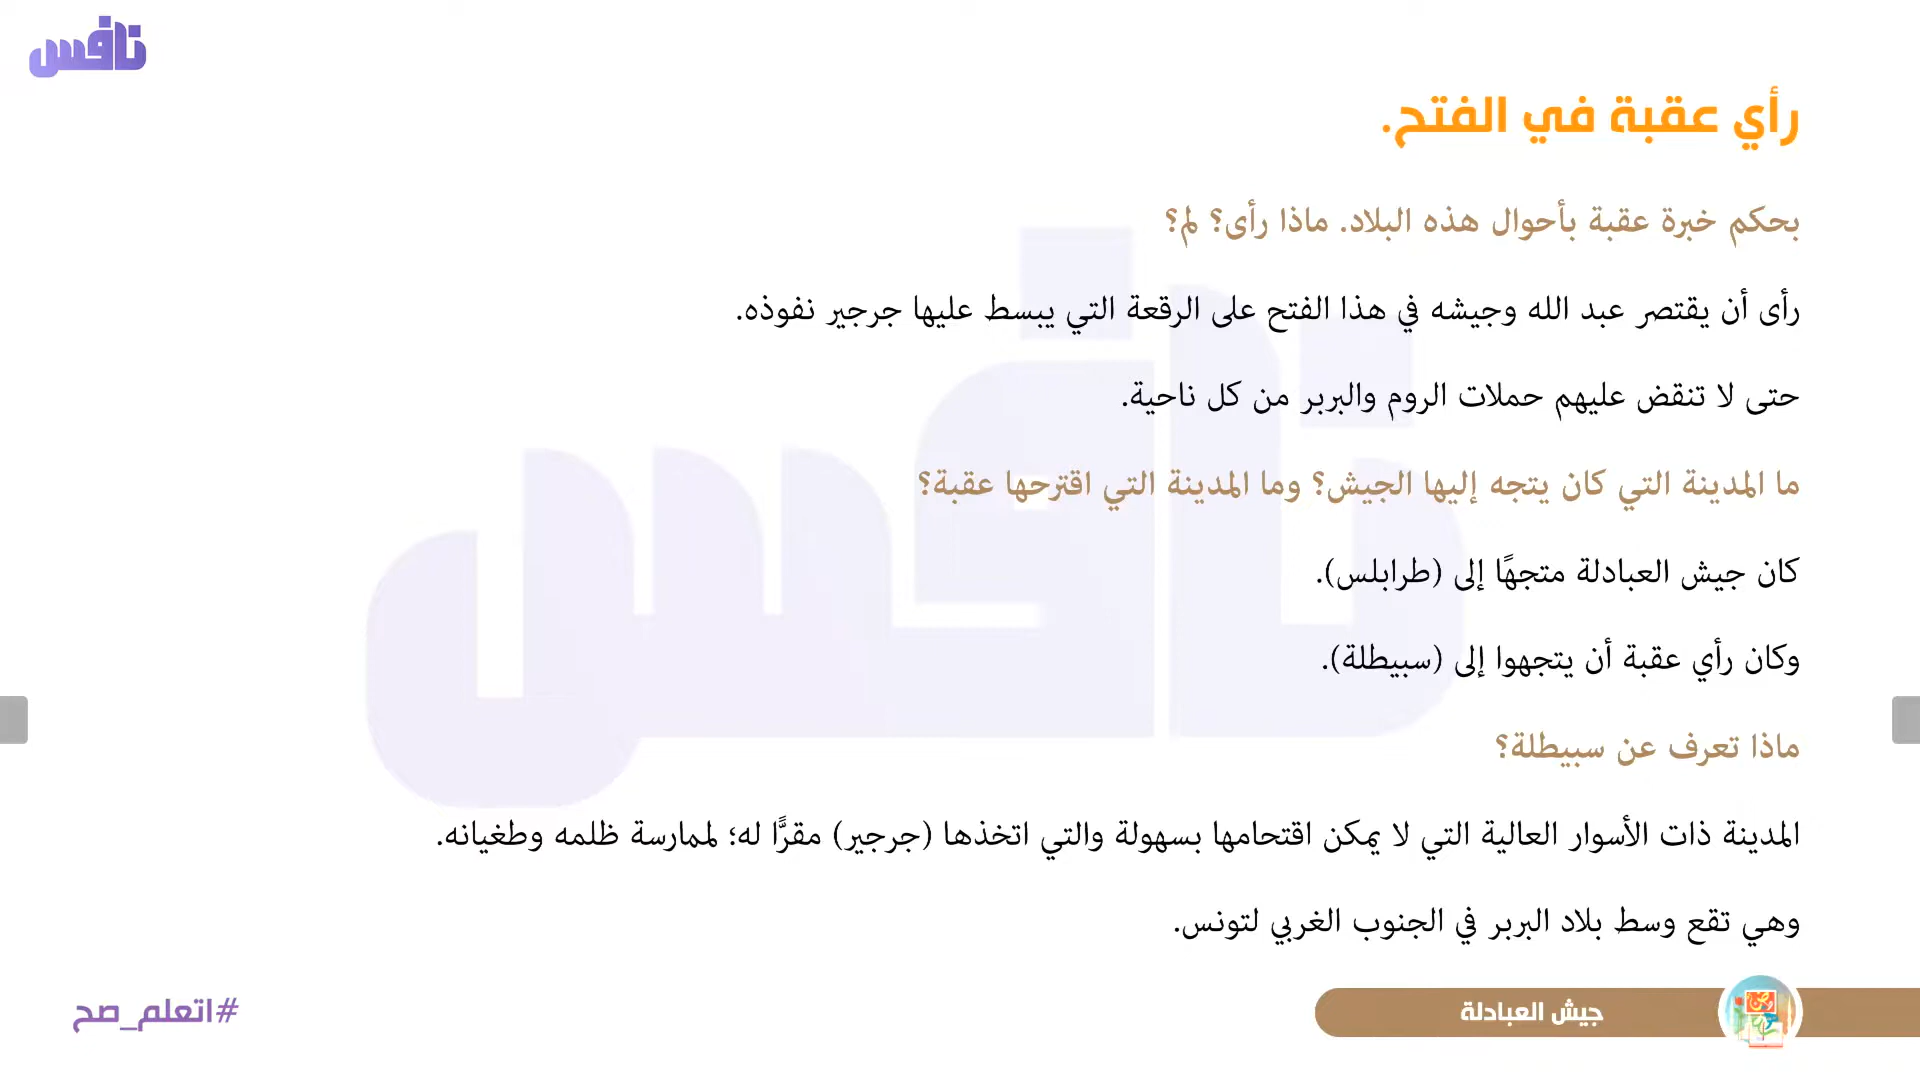 نافس
رأي عقبة في الفتح.
بحكم خبرة عقبة بأحوال هذه البلاد. ماذا رأى؟ لم؟
رأى أن يقتصر عبد الله وجيشه في هذا الفتح على الرقعة التي يبسط عليها جرجير نفوذه.
حتى لا تنقض عليهم حملات الروم والبربر من كل ناحية.
ما المدينة التي كان يتجه إليها الجيش؟ وما المدينة التي اقترحها عقبة؟
كان جيش العبادلة متجهًا إلى (طرابلس).
وكان رأي عقبة أن يتجهوا إلى (سبيطلة).
ماذا تعرف عن سبيطلة؟
المدينة ذات الأسوار العالية التي لا يمكن اقتحامها بسهولة والتي اتخذها (جرجير) مقرًّا له؛ لممارسة ظلمه وطغيانه.
وهي تقع وسط بلاد البربر في الجنوب الغربي لتونس.
جيش العبادلة
#اتعلم_صح